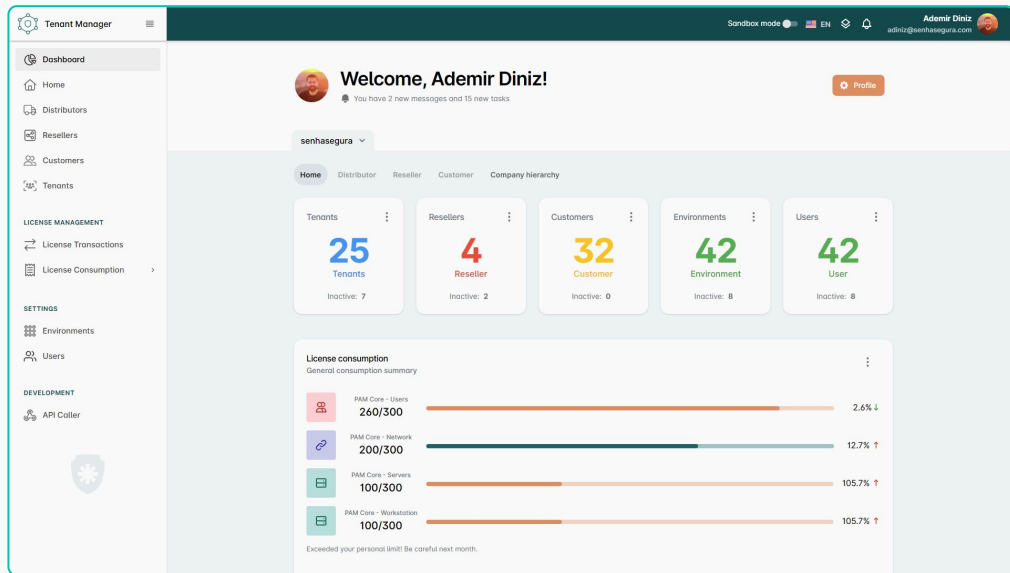 Tenant Manager
Sandbox mode
EN
Ademir Diniz
adiniz@senhasegura.com
Dashboard
Home
Distributors
Resellers
Customers
Tenants
LICENSE MANAGEMENT
License Transactions
License Consumption
SETTINGS
Environments
Users
DEVELOPMENT
API Caller
Welcome, Ademir Diniz!
You have 2 new messages and 15 new tasks
Profile
senhasegura
Home Distributor Reseller Customer Company hierarchy
Tenants
25
Tenants
Inactive: 7
Resellers
4
Reseller
Inactive: 2
Customers
32
Customer
Inactive: 0
Environments
42
Environment
Inactive: 8
Users
42
User
Inactive: 8
License consumption
General consumption summary
PAM Core - Users
260/300
2.6%↓
PAM Core - Network
200/300
12.7% ↑
PAM Core - Servers
100/300
105.7% ↑
PAM Core - Workstation
100/300
105.7% ↑
Exceeded your personal limit! Be careful next month.